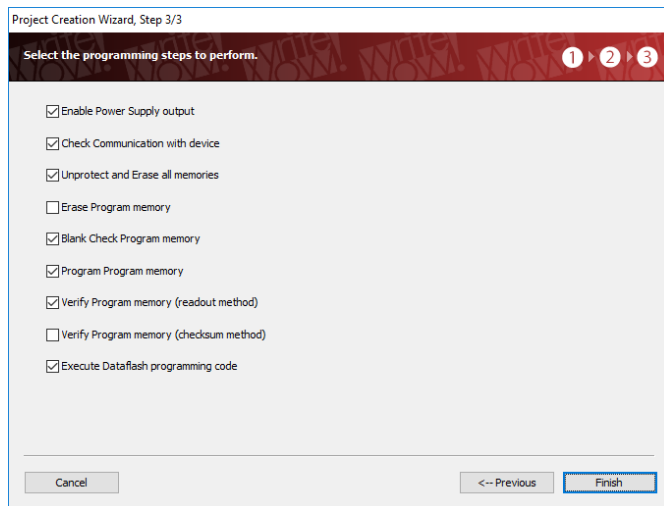 Project Creation Wizard, Step 3/3
Select the programming steps to perform.
1 2 3
Enable Power Supply output
Check Communication with device
Unprotect and Erase all memories
Erase Program memory
Blank Check Program memory
Program Program memory
Verify Program memory (readout method)
Verify Program memory (checksum method)
Execute Dataflash programming code
Cancel
<-- Previous
Finish